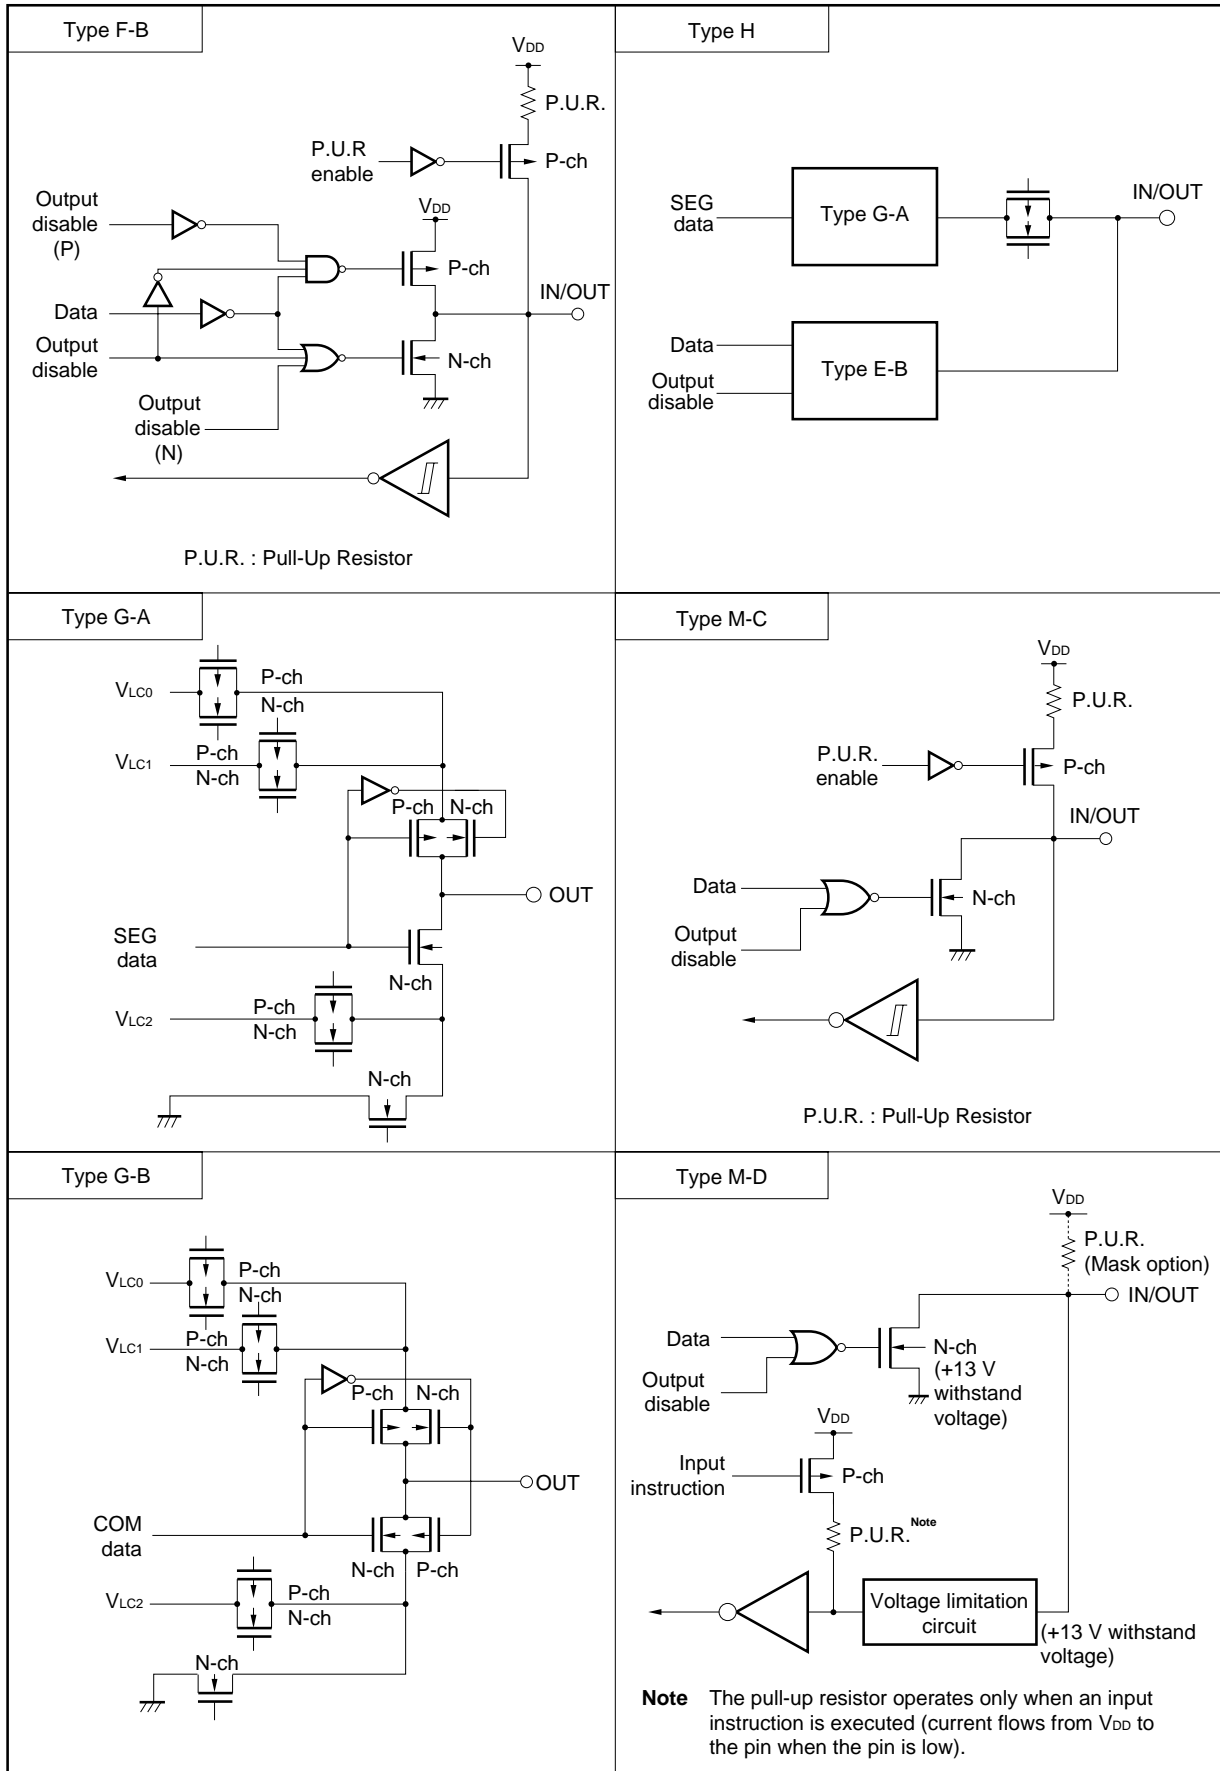 Type F-B
VDD
P.U.R.
P.U.R
enable
P-ch
Output
disable
(P)
VDD
P-ch
IN/OUT
Data
Output
disable
N-ch
Output
disable
(N)
P.U.R. : Pull-Up Resistor
Type H
SEG
data
Type G-A
IN/OUT
Data
Output
disable
Type E-B
Type G-A
VLC0
P-ch
N-ch
VLC1
P-ch
N-ch
P-ch
N-ch
OUT
SEG
data
N-ch
VLC2
P-ch
N-ch
N-ch
Type M-C
VDD
P.U.R.
P.U.R.
enable
P-ch
IN/OUT
Data
N-ch
Output
disable
P.U.R. : Pull-Up Resistor
Type G-B
VLC0
P-ch
N-ch
VLC1
P-ch
N-ch
P-ch
N-ch
OUT
COM
data
N-ch
P-ch
VLC2
P-ch
N-ch
N-ch
Type M-D
VDD
P.U.R.
(Mask option)
IN/OUT
Data
N-ch
(+13 V
withstand
voltage)
Output
disable
VDD
Input
instruction
P-ch
P.U.R.Note
Voltage limitation
circuit
(+13 V withstand
voltage)
Note The pull-up resistor operates only when an input
instruction is executed (current flows from VDD to
the pin when the pin is low).